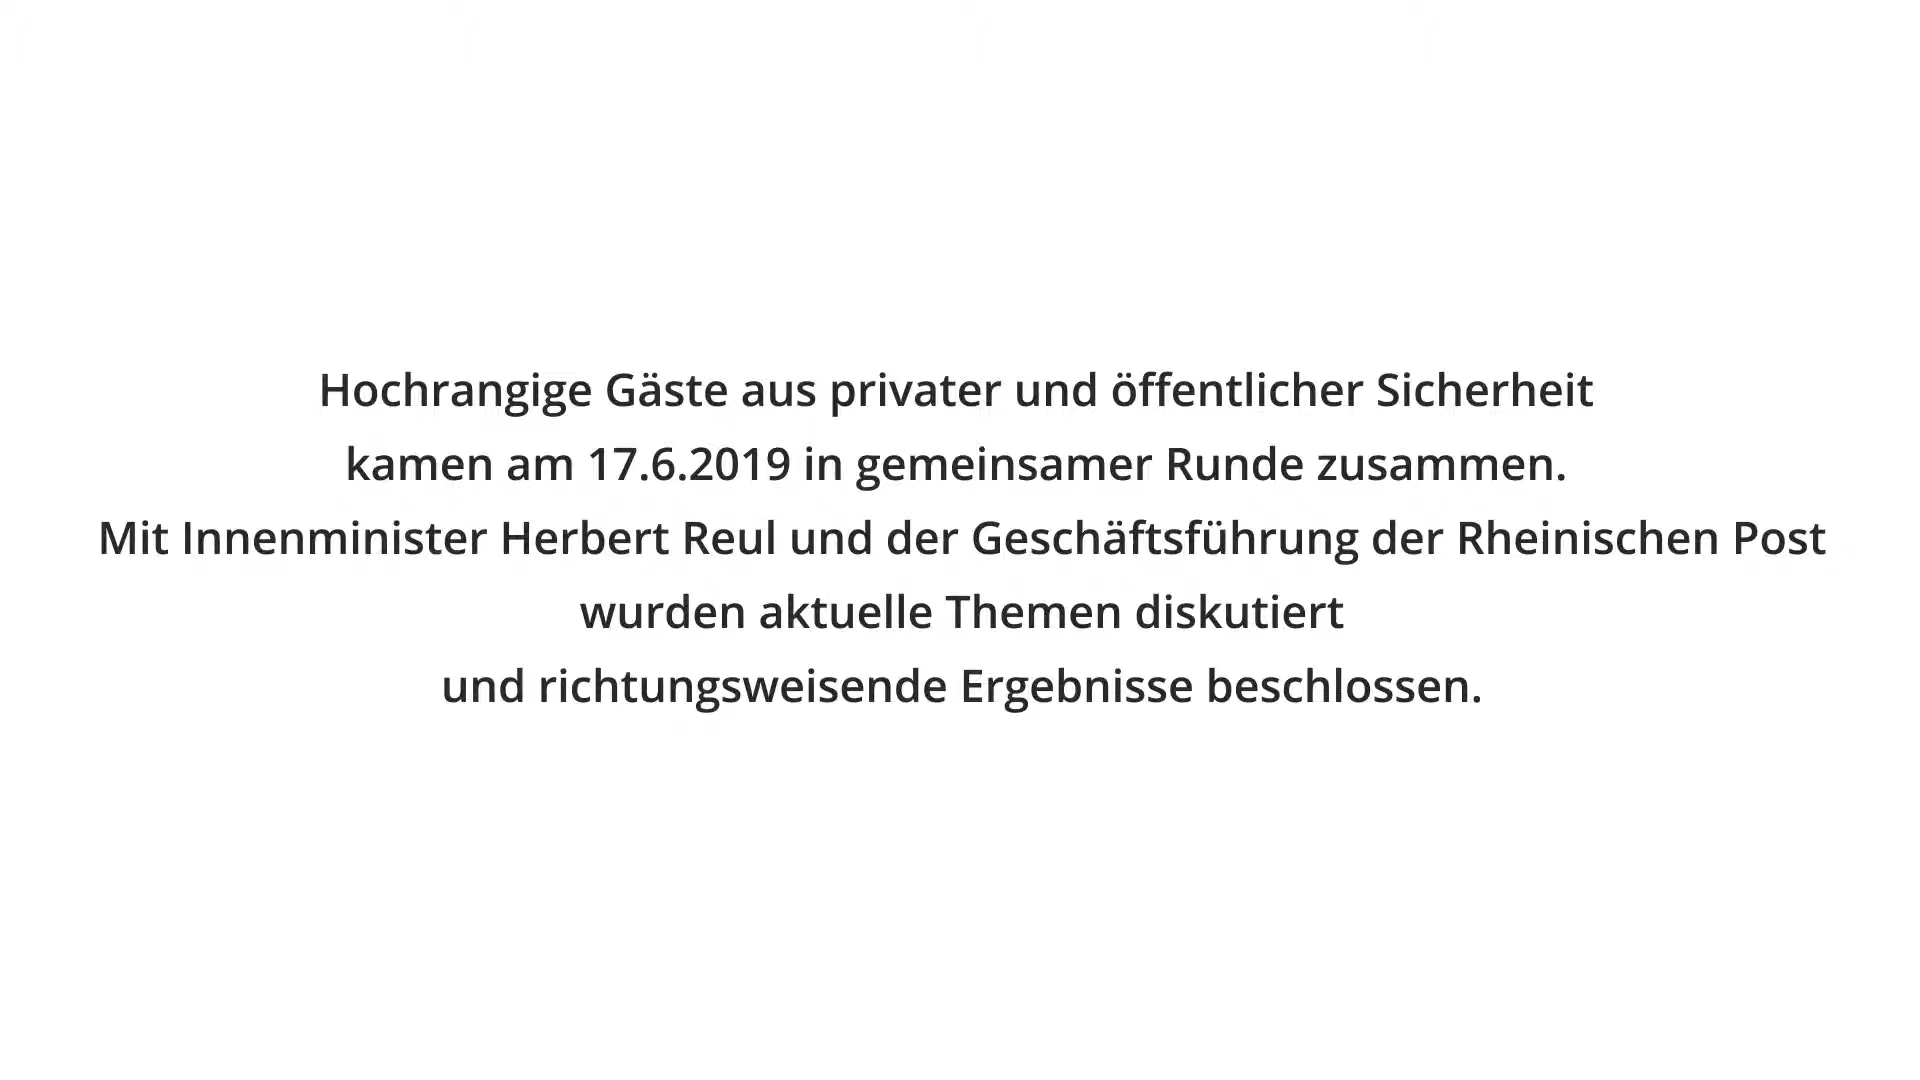 Hochrangige Gäste aus privater und öffentlicher Sicherheit
kamen am 17.6.2019 in gemeinsamer Runde zusammen.
Mit Innenminister Herbert Reul und der Geschäftsführung der Rheinischen Post
wurden aktuelle Themen diskutiert
und richtungsweisende Ergebnisse beschlossen.